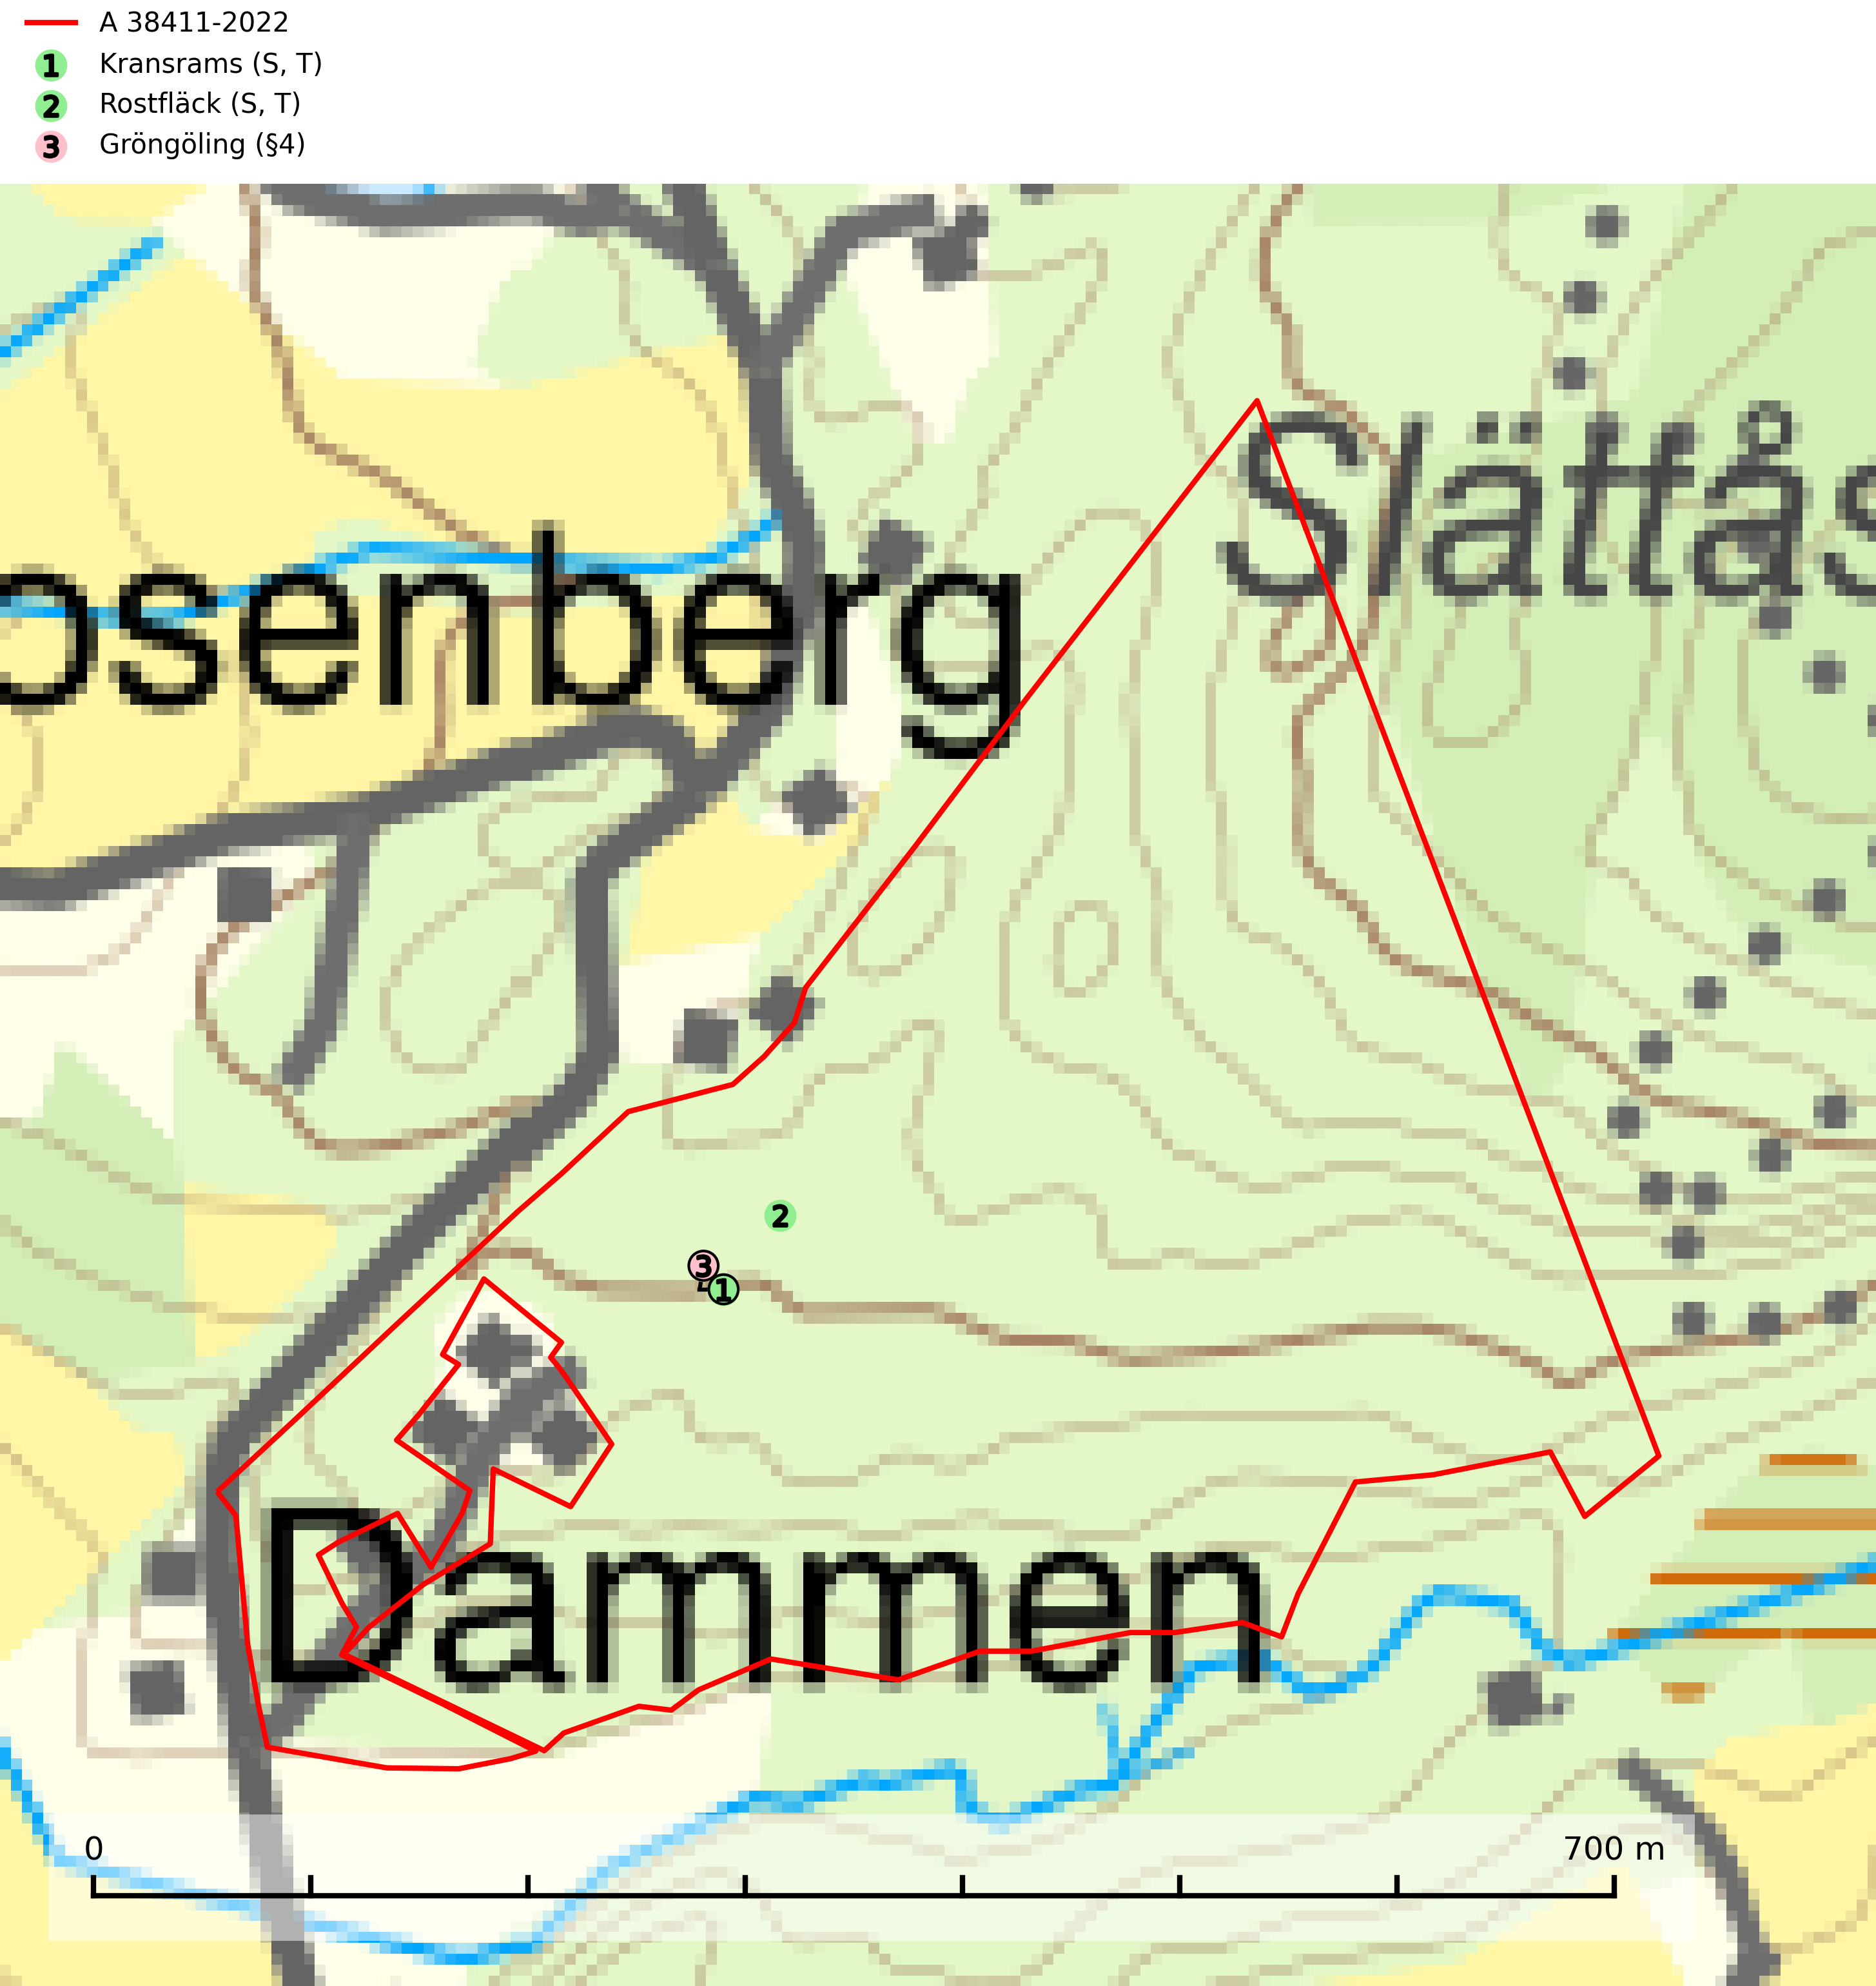 A 38411-2022
1 Kransrams (S, T)
2 Rostfläck (S, T)
3 Gröngöling (§4)
Slättås
osenberg
2
3
1
Dammen
0 700 m